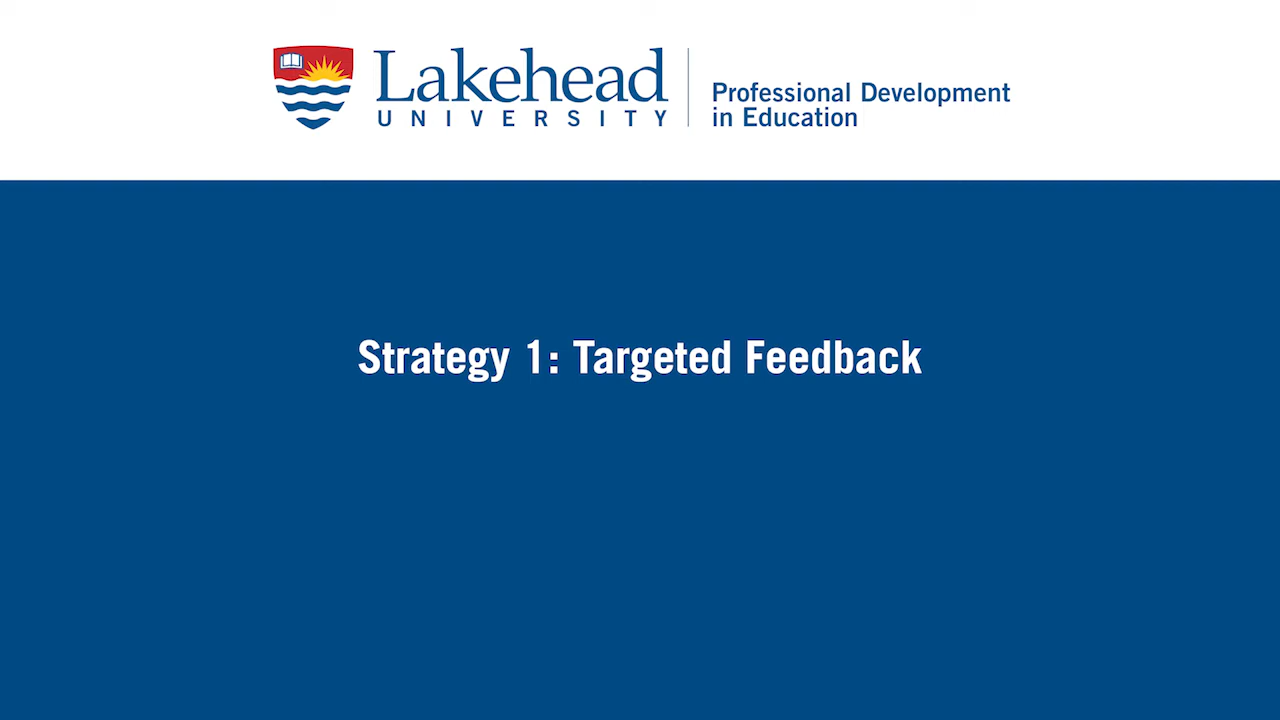 Lakehead
UNIVERSITY
Professional Development
in Education
Strategy 1: Targeted Feedback